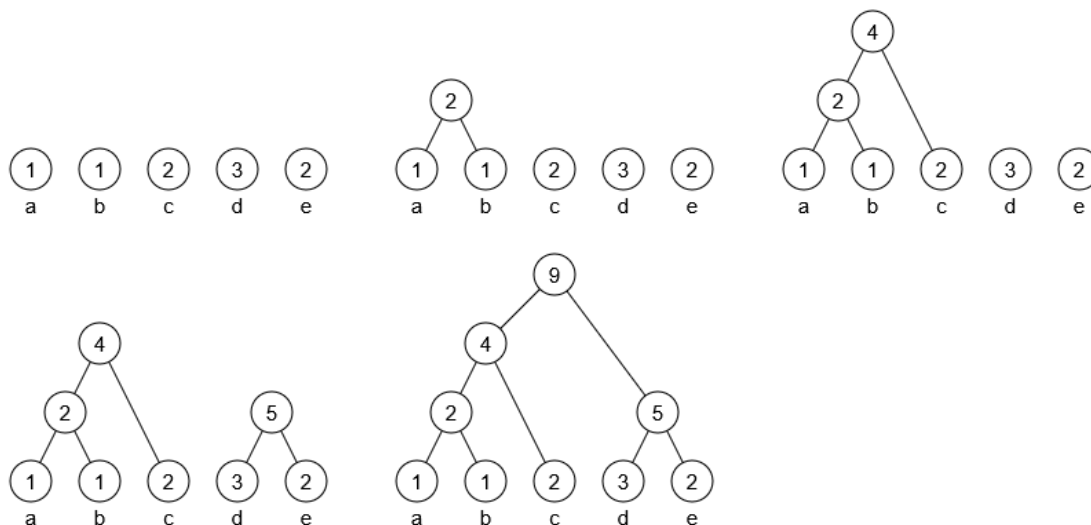 4
2 2
1 1 2 3 2 1 1 2 3 2 1 1 2 3 2
a b c d e a b c d e a b c d e
9
4 4
2 5 2 5
1 1 2 3 2 1 1 2 3 2
a b c d e a b c d e